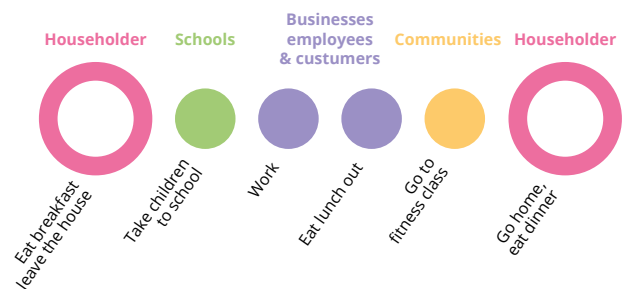 Householder
Schools
Businesses
employees
& custumers
Communities
Householder
Eat breakfast
leave the house
Take children
to school
Work
Eat lunch out
Go to
fitness class
Go home,
eat dinner